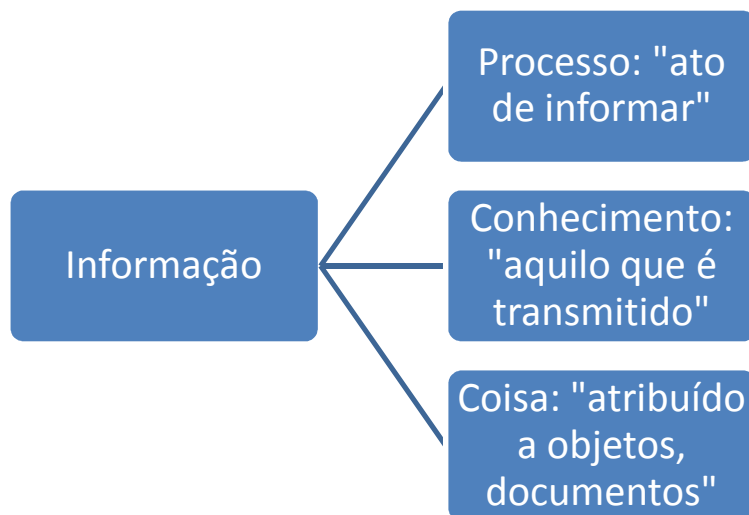 Processo: "ato
de informar"
Informação
Conhecimento:
"aquilo que é
transmitido"
Coisa: "atribuído
a objetos,
documentos"